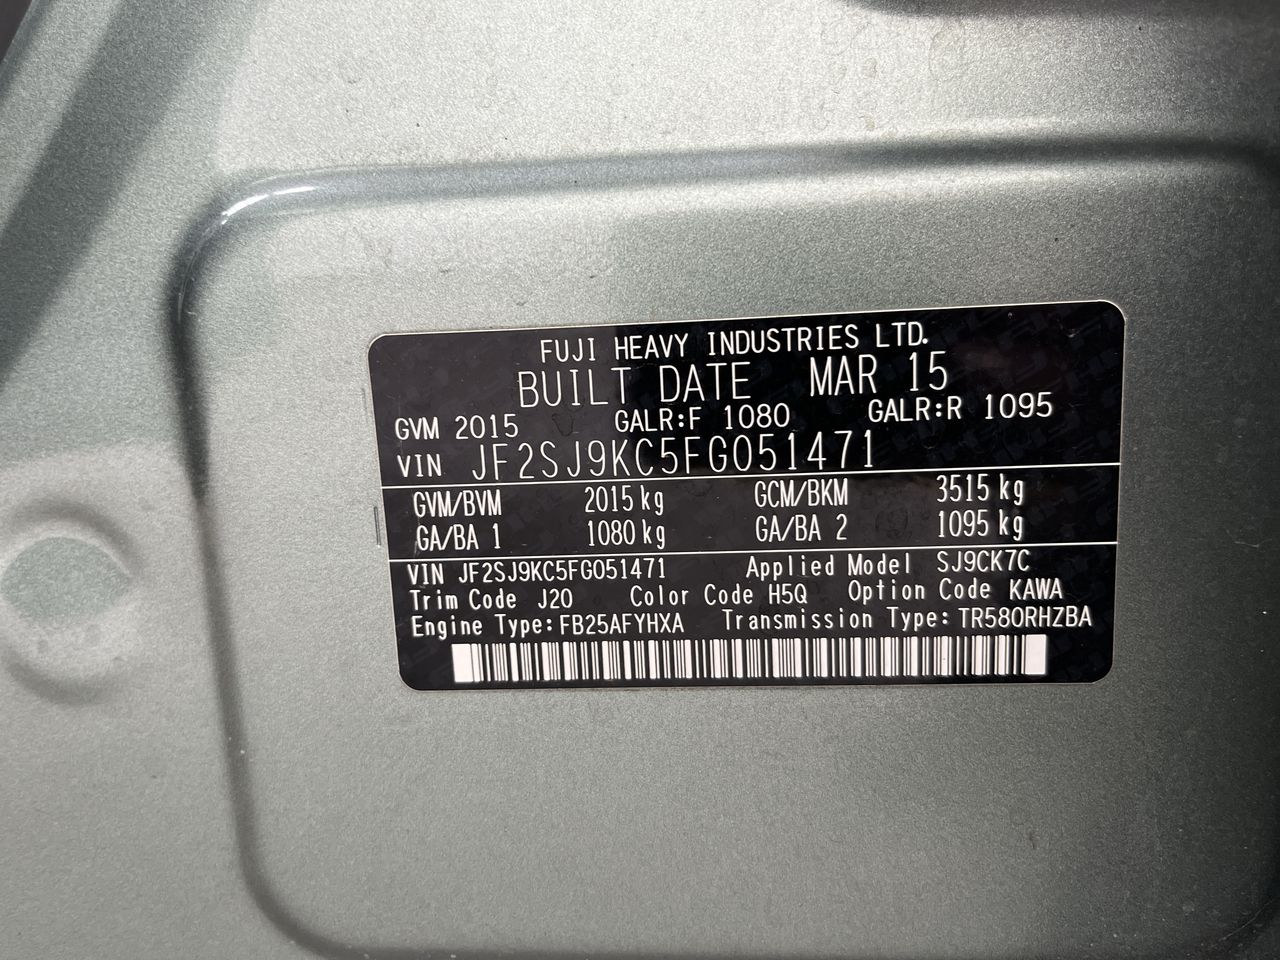 FUJI HEAVY INDUSTRIES LTD.
BUILT DATE MAR 15
GVM 2015 GALR:F 1080 GALR:R 1095
VIN JF2SJ9KC5FG051471
GVM/BVM 2015 kg GCM/BKM 3515 kg
GA/BA 1 1080 kg GA/BA 2 1095 kg
VIN JF2SJ9KC5FG051471 Applied Model SJ9CK7C
Trim Code J20 Color Code H5Q Option Code KAWA
Engine Type: FB25AFYHXA Transmission Type: TR580RHZBA